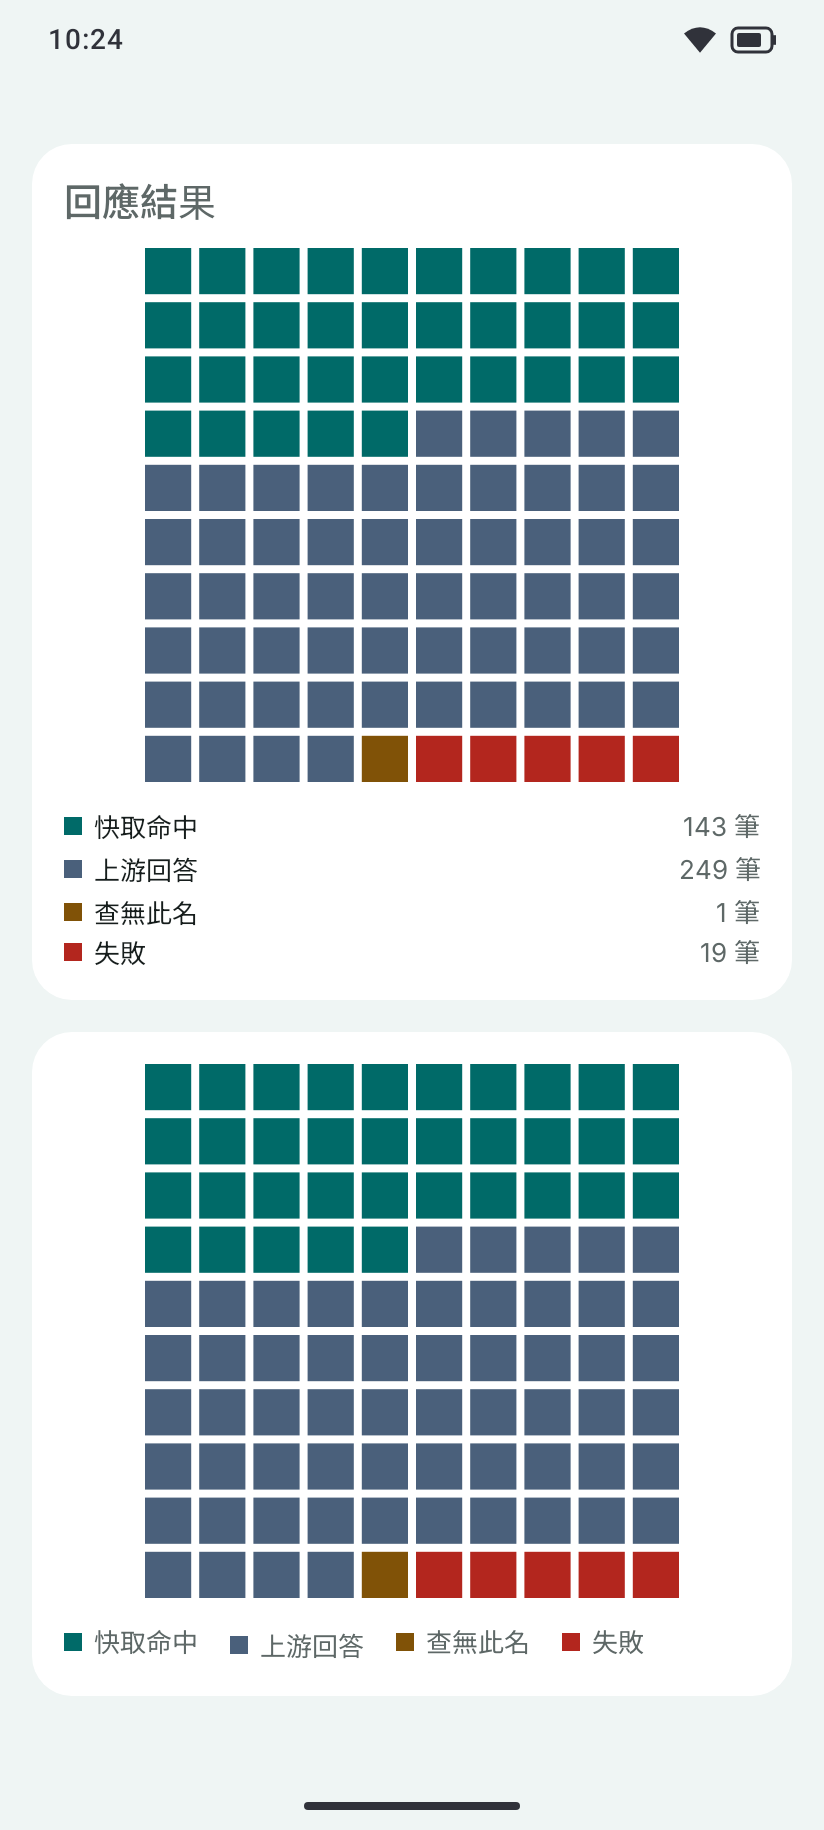 10:24
回應結果
快取命中 143 筆
上游回答 249 筆
查無此名 1 筆
失敗 19 筆
快取命中 上游回答 查無此名 失敗